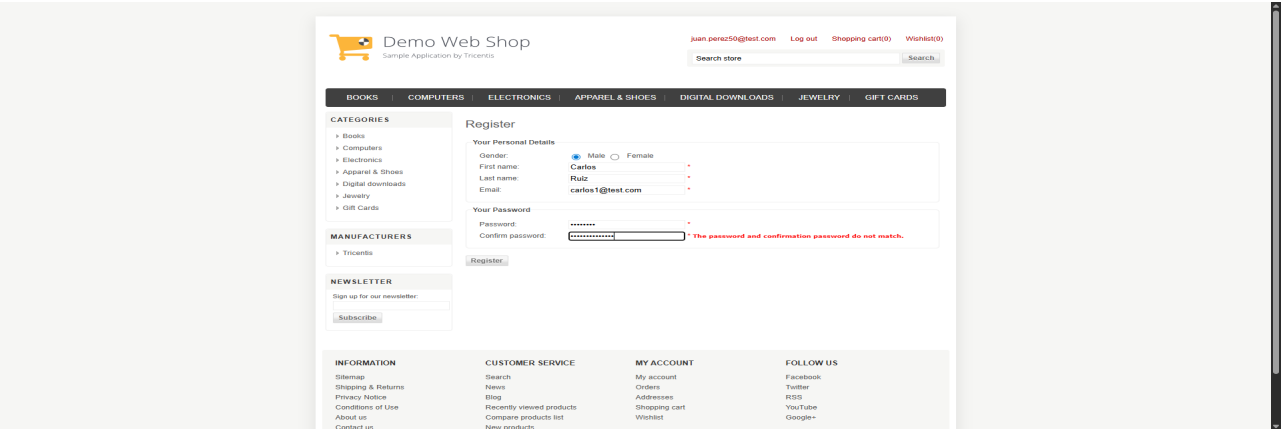 Demo Web Shop
Sample Application by Tricentis
juan.perez50@test.com Log out Shopping cart(0) Wishlist(0)
Search store Search
BOOKS COMPUTERS ELECTRONICS APPAREL & SHOES DIGITAL DOWNLOADS JEWELRY GIFT CARDS
CATEGORIES
Books
Computers
Electronics
Apparel & Shoes
Digital downloads
Jewelry
Gift Cards
MANUFACTURERS
Tricentis
NEWSLETTER
Sign up for our newsletter:
Subscribe
Register
Your Personal Details
Gender: Male Female
First name: Carlos *
Last name: Ruiz *
Email: carlos1@test.com *
Your Password
Password: •••••••• *
Confirm password: •••••••••••••• * The password and confirmation password do not match.
Register
INFORMATION
Sitemap
Shipping & Returns
Privacy Notice
Conditions of Use
About us
Contact us
CUSTOMER SERVICE
Search
News
Blog
Recently viewed products
Compare products list
New products
MY ACCOUNT
My account
Orders
Addresses
Shopping cart
Wishlist
FOLLOW US
Facebook
Twitter
RSS
YouTube
Google+